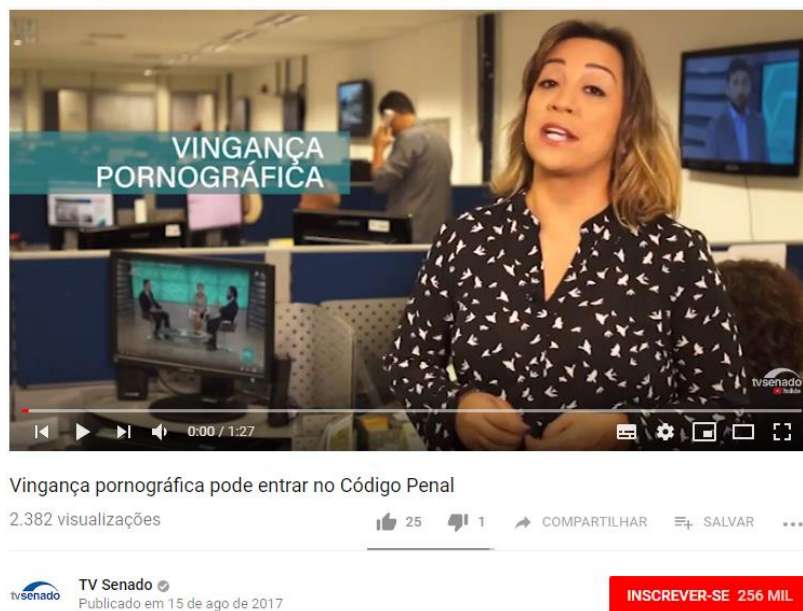 VINGANÇA
PORNOGRÁFICA
tvsenado
YouTube
0:00 / 1:27
Vingança pornográfica pode entrar no Código Penal
2.382 visualizações
25
1
COMPARTILHAR
SALVAR
tvsenado
TV Senado
Publicado em 15 de ago de 2017
INSCREVER-SE 256 MIL